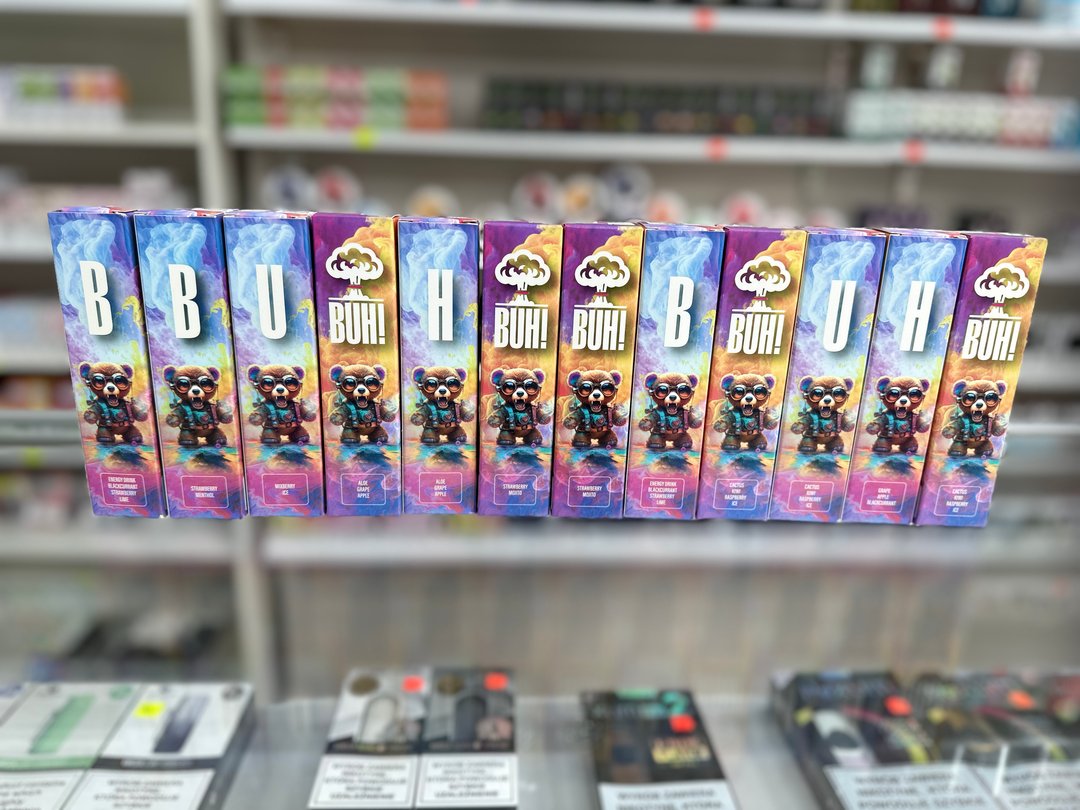 B
ENERGY DRINK
BLACKCURRANT
STRAWBERRY
LIME
B
STRAWBERRY
MENTHOL
U
MIXBERRY
ICE
BUH!
ALOE
GRAPE
APPLE
H
ALOE
GRAPE
APPLE
BUH!
STRAWBERRY
MOJITO
BUH!
STRAWBERRY
MOJITO
B
ENERGY DRINK
BLACKCURRANT
STRAWBERRY
LIME
BUH!
CACTUS
KIWI
RASPBERRY
ICE
U
CACTUS
KIWI
RASPBERRY
ICE
H
GRAPE
APPLE
BLACKCURRANT
BUH!
CACTUS
KIWI
RASPBERRY
ICE